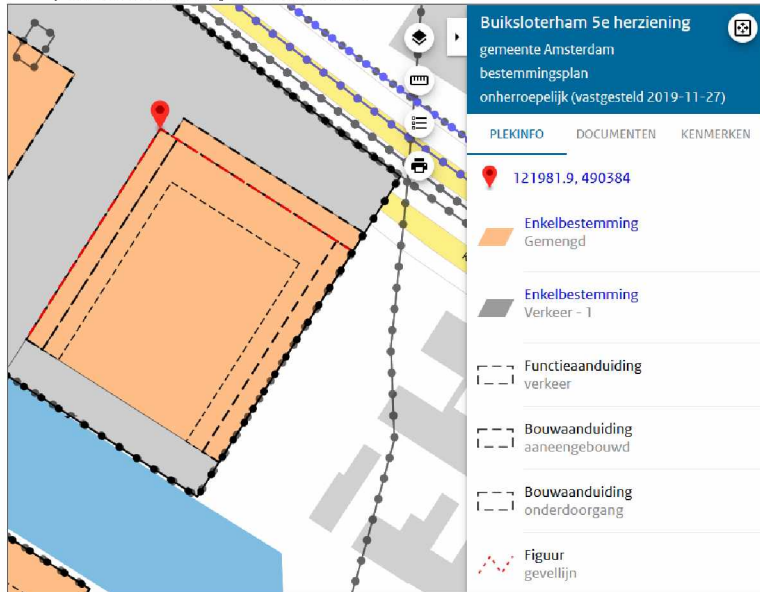 Buiksloterham 5e herziening
gemeente Amsterdam
bestemmingsplan
onherroepelijk (vastgesteld 2019-11-27)
PLEKINFO DOCUMENTEN KENMERKEN
121981.9, 490384
Enkelbestemming
Gemengd
Enkelbestemming
Verkeer - 1
Functieaanduiding
verkeer
Bouwaanduiding
aaneengebouwd
Bouwaanduiding
onderdoorgang
Figuur
gevellijn